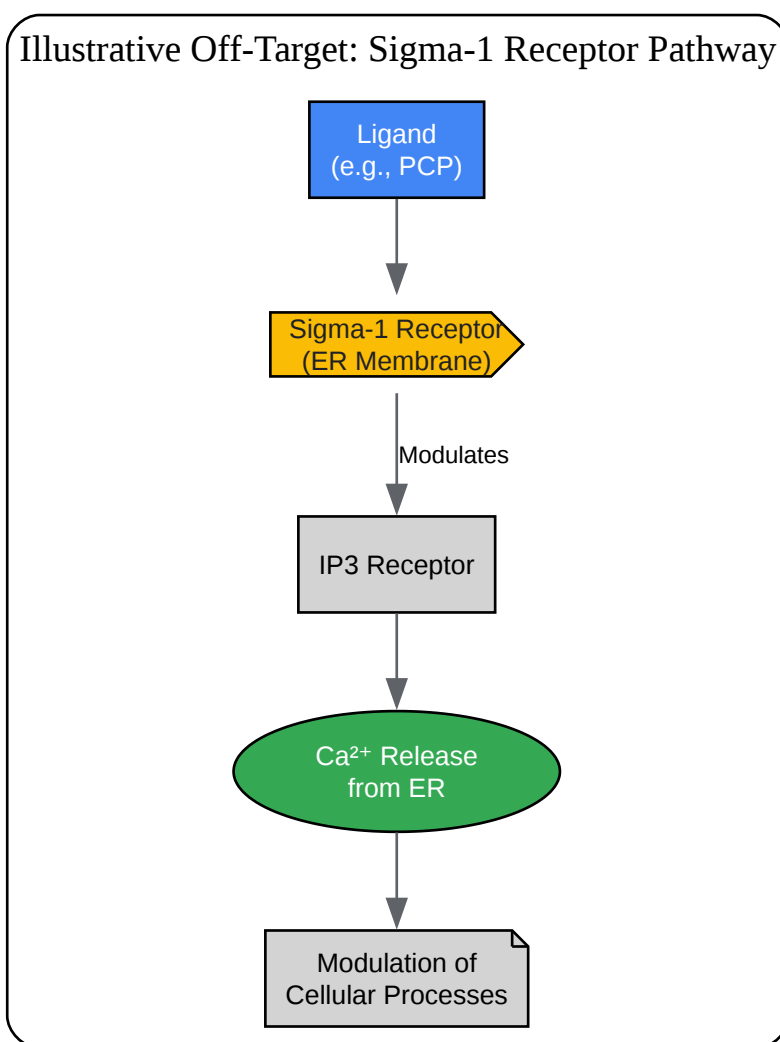 Illustrative Off-Target: Sigma-1 Receptor Pathway
Ligand
(e.g., PCP)
Sigma-1 Receptor
(ER Membrane)
Modulates
IP3 Receptor
Ca²⁺ Release
from ER
Modulation of
Cellular Processes